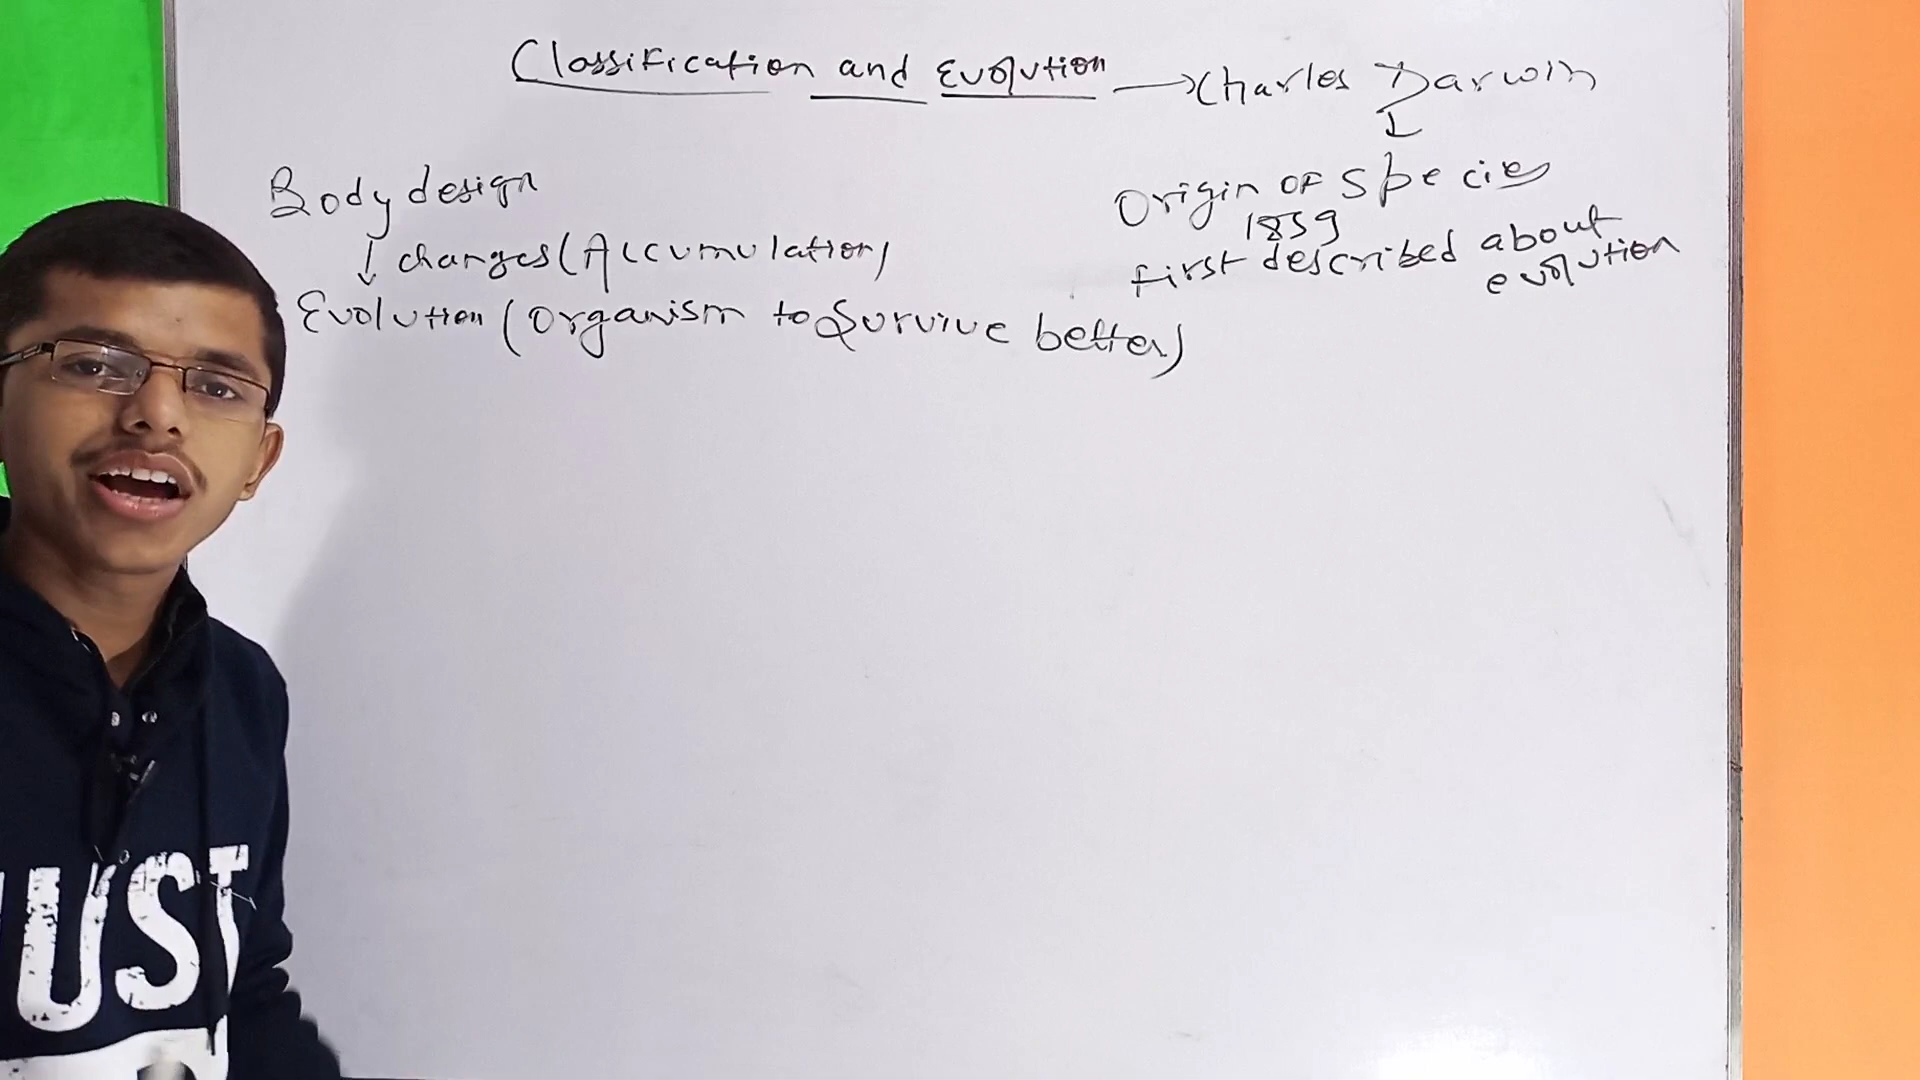 Classification and Evolution → Charles Darwin
↓
Origin OF Species
1859
first described about
evolution
Body design
↓ changes (Accumulation)
Evolution (Organism to Survive better)
UST